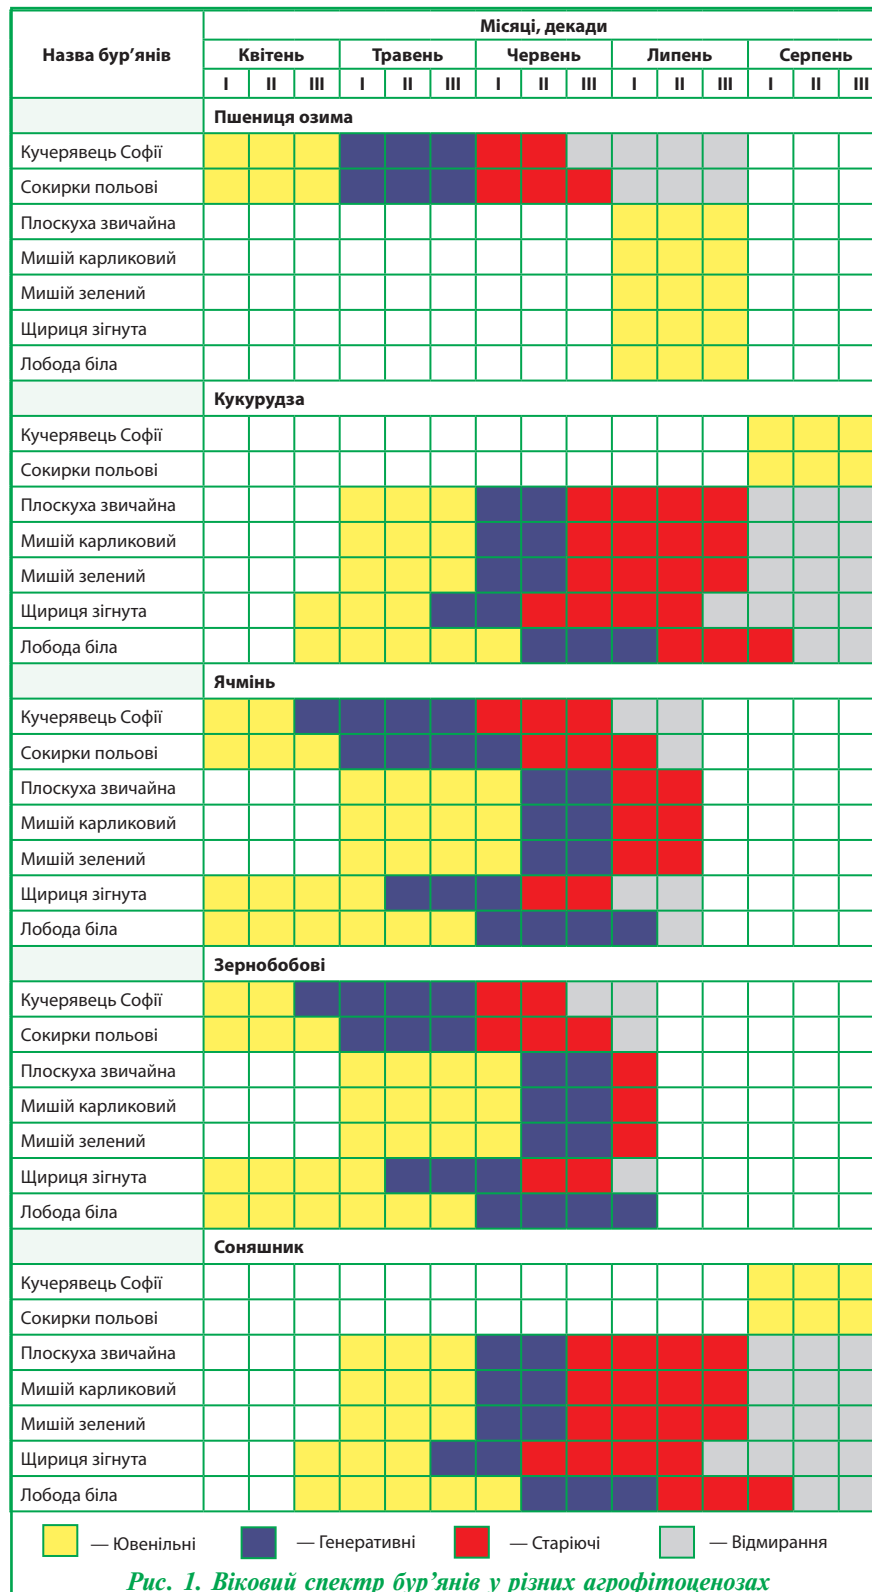 Назва бур’янів
Місяці, декади
Квітень Травень Червень Липень Серпень
I II III I II III I II III I II III I II III
Пшениця озима
Кучерявець Софії
Сокирки польові
Плоскуха звичайна
Мишій карликовий
Мишій зелений
Щириця зігнута
Лобода біла
Кукурудза
Кучерявець Софії
Сокирки польові
Плоскуха звичайна
Мишій карликовий
Мишій зелений
Щириця зігнута
Лобода біла
Ячмінь
Кучерявець Софії
Сокирки польові
Плоскуха звичайна
Мишій карликовий
Мишій зелений
Щириця зігнута
Лобода біла
Зернобобові
Кучерявець Софії
Сокирки польові
Плоскуха звичайна
Мишій карликовий
Мишій зелений
Щириця зігнута
Лобода біла
Соняшник
Кучерявець Софії
Сокирки польові
Плоскуха звичайна
Мишій карликовий
Мишій зелений
Щириця зігнута
Лобода біла
— Ювенільні — Генеративні — Старіючі — Відмирання
Рис. 1. Віковий спектр бур’янів у різних агрофітоценозах